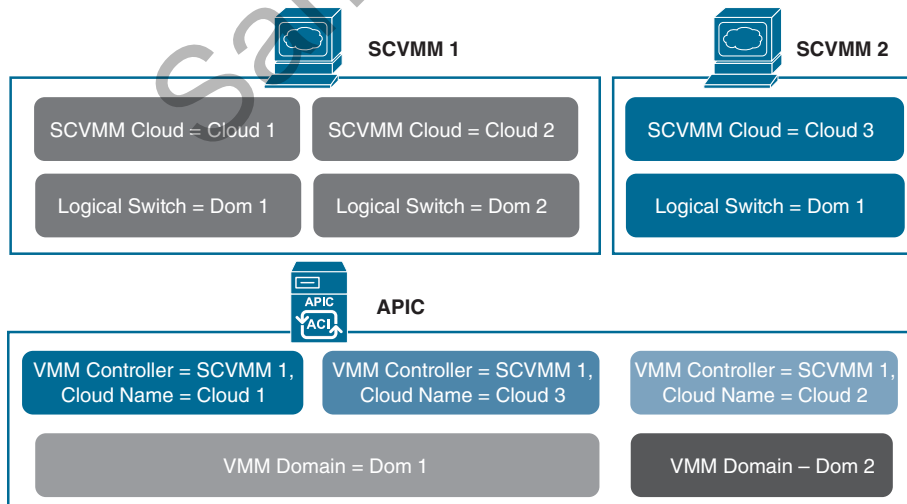 SCVMM 1
SCVMM 2
SCVMM Cloud = Cloud 1
SCVMM Cloud = Cloud 2
SCVMM Cloud = Cloud 3
Logical Switch = Dom 1
Logical Switch = Dom 2
Logical Switch = Dom 1
APIC
ACI
APIC
VMM Controller = SCVMM 1,
Cloud Name = Cloud 1
VMM Controller = SCVMM 1,
Cloud Name = Cloud 3
VMM Controller = SCVMM 1,
Cloud Name = Cloud 2
VMM Domain = Dom 1
VMM Domain – Dom 2